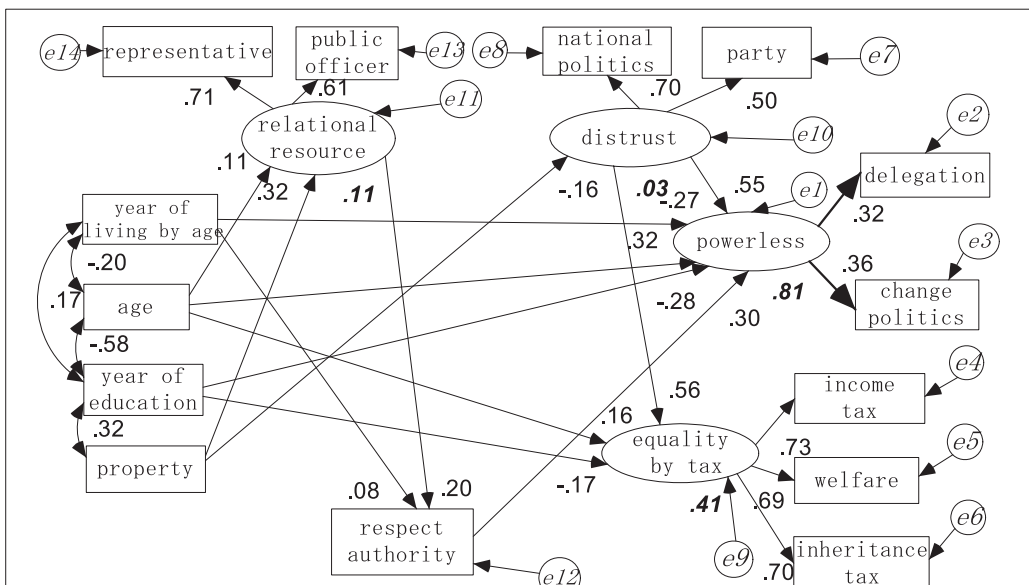 e14
representative
public
officer
e13
e8
national
politics
party
e7
.71
.61
e11
.70
.50
relational
resource
distrust
e10
e2
delegation
.11
.32
.11
-.16
.03
-.27
.55
e1
.32
year of
living by age
.32
powerless
e3
-.20
.36
.17
age
-.28
.81
change
politics
.30
-.58
year of
education
e4
income
tax
.32
.56
.16
property
equality
by tax
.73
e5
welfare
-.17
.08
.20
.41
.69
respect
authority
e6
e9
inheritance
tax
.70
e12